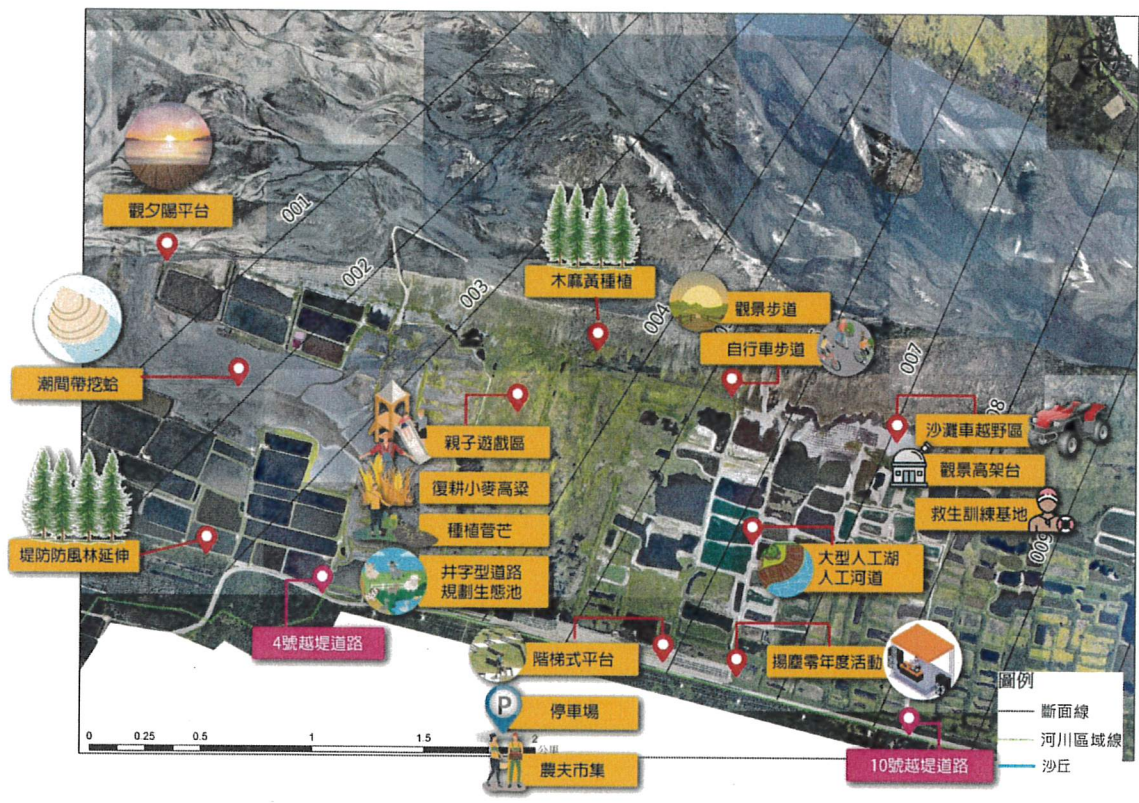 觀夕陽平台
001
002
003
木麻黃種植
004
觀景步道
自行車步道
007
潮間帶挖蛤
親子遊戲區
08
沙灘車越野區
復耕小麥高粱
觀景高架台
種植菅芒
救生訓練基地
009
堤防防風林延伸
井字型道路
規劃生態池
大型人工湖
人工河道
4號越堤道路
階梯式平台
揚塵零年度活動
P
停車場
農夫市集
10號越堤道路
圖例
斷面線
河川區域線
沙丘
0 0.25 0.5 1 1.5 2
公里